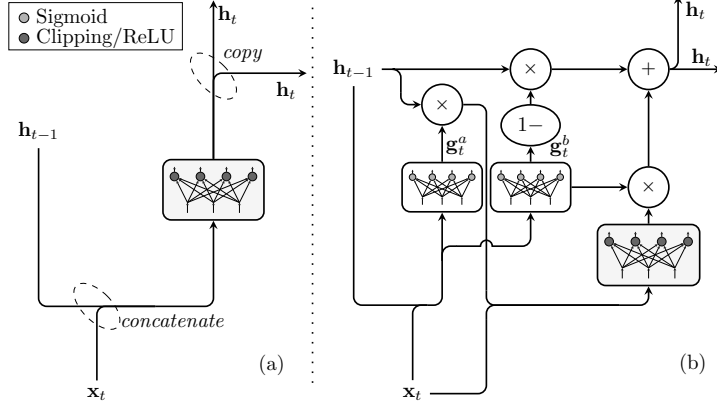 Sigmoid
Clipping/ReLU
h_t
copy
h_t
h_{t−1}
concatenate
x_t
(a)
h_t
h_{t−1}
×
+
h_t
×
1−
g_t^a
g_t^b
×
x_t
(b)